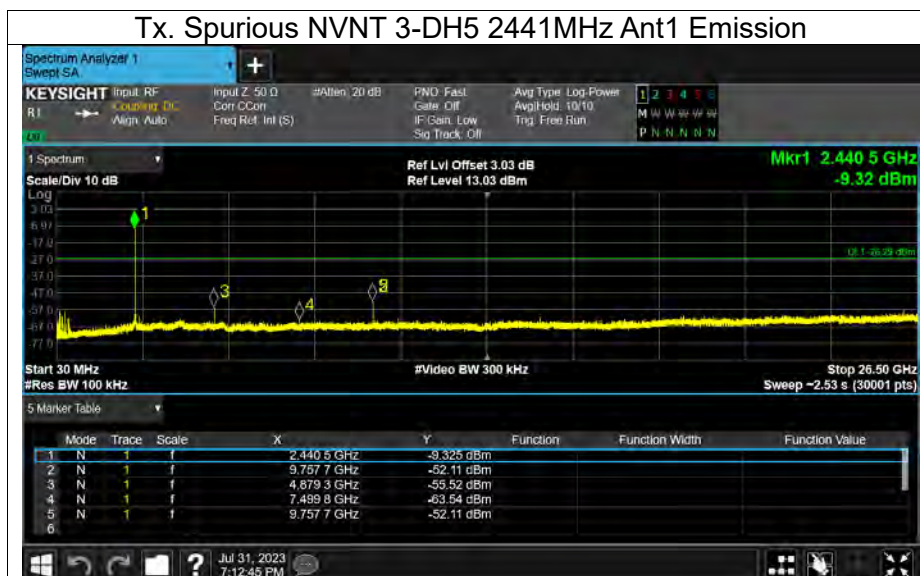 Tx. Spurious NVNT 3-DH5 2441MHz Ant1 Emission
Spectrum Analyzer 1
Swept SA
+
KEYSIGHT Input: RF Input Z: 50 Ω #Atten: 20 dB PNO: Fast Avg Type: Log-Power 1 2 3 4 5 6
R L Coupling: DC Corr CCorr Gate: Off Avg|Hold: 10/10 M W W W W W
Align: Auto Freq Ref: Int (S) IF Gain: Low Trig: Free Run
Sig Track: Off P N N N N N
1 Spectrum Ref Lvl Offset 3.03 dB Mkr1 2.440 5 GHz
Scale/Div 10 dB Ref Level 13.03 dBm -9.32 dBm
Log
3.03
-6.97
-17.0
-27.0
-37.0
-47.0
-57.0
-67.0
-77.0
1
3
4
Start 30 MHz #Video BW 300 kHz Stop 26.50 GHz
#Res BW 100 kHz Sweep ~2.53 s (30001 pts)
5 Marker Table
Mode Trace Scale X Y Function Function Width Function Value
1 N 1 f 2.440 5 GHz -9.325 dBm
2 N 1 f 9.757 7 GHz -52.11 dBm
3 N 1 f 4.879 3 GHz -55.52 dBm
4 N 1 f 7.499 8 GHz -63.54 dBm
5 N 1 f 9.757 7 GHz -52.11 dBm
6
? Jul 31, 2023
7:12:45 PM